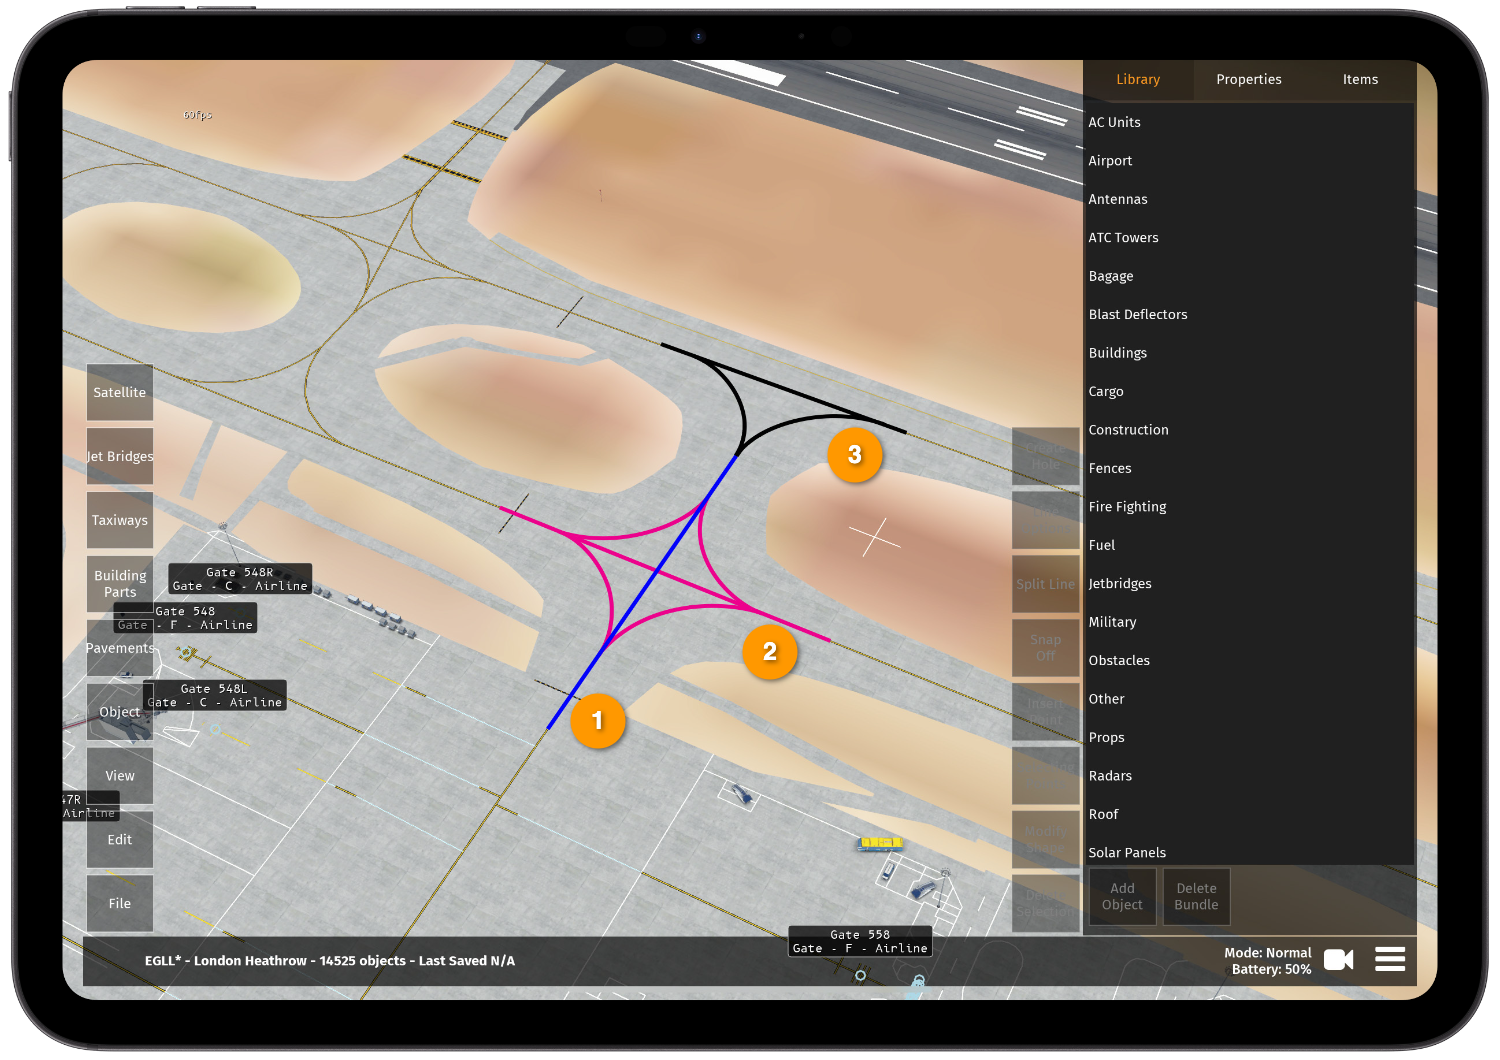 Library
Properties
Items
60fps
AC Units
Airport
Antennas
ATC Towers
Bagage
Blast Deflectors
Buildings
Cargo
Construction
Fences
Fire Fighting
Fuel
Jetbridges
Military
Obstacles
Other
Props
Radars
Roof
Solar Panels
Add
Object
Delete
Bundle
Satellite
Jet Bridges
Taxiways
Building
Parts
Pavements
Object
View
Edit
File
Gate 548R
Gate - C - Airline
Gate 548
Gate - F - Airline
Gate 548L
Gate - C - Airline
47R
Airline
3
2
1
Hole
Split Line
Snap
Off
Insert
Point
Modify
Shape
Selection
Gate 558
Gate - F - Airline
EGLL* - London Heathrow - 14525 objects - Last Saved N/A
Mode: Normal
Battery: 50%